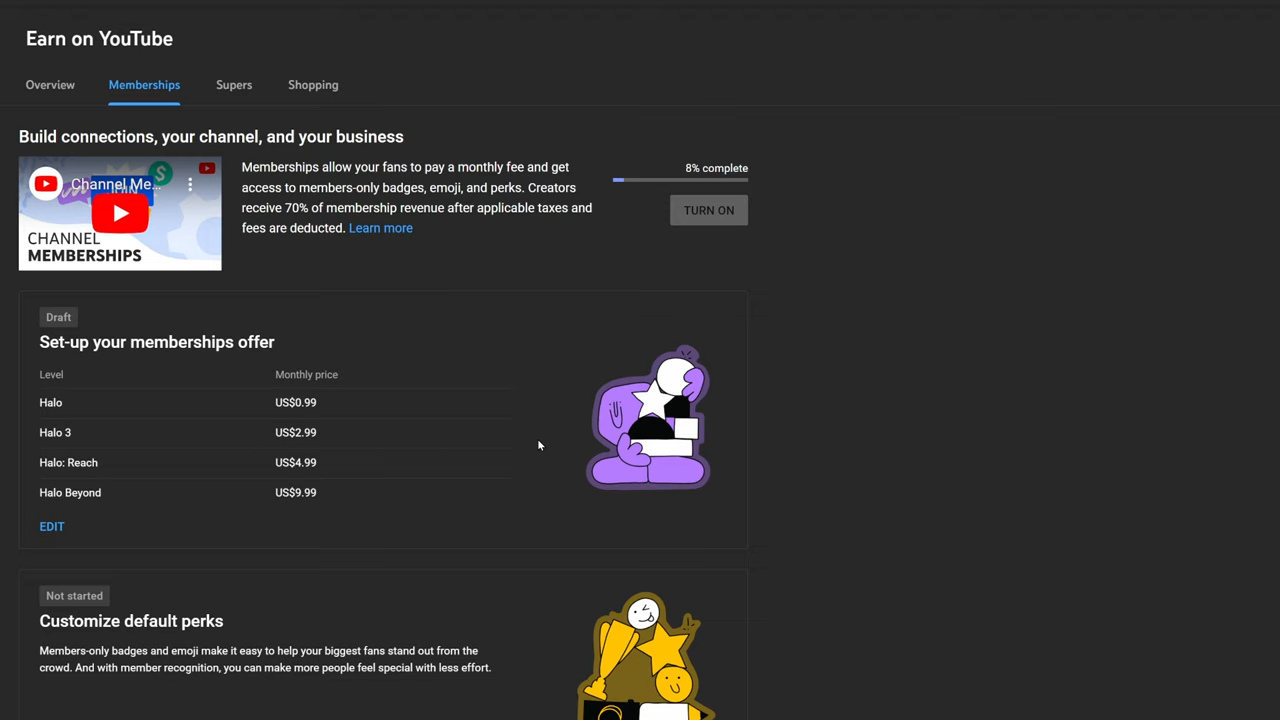 Earn on YouTube
Overview Memberships Supers Shopping
Build connections, your channel, and your business
Channel Me...
CHANNEL
MEMBERSHIPS
Memberships allow your fans to pay a monthly fee and get
access to members-only badges, emoji, and perks. Creators
receive 70% of membership revenue after applicable taxes and
fees are deducted. Learn more
8% complete
TURN ON
Draft
Set-up your memberships offer
Level Monthly price
Halo US$0.99
Halo 3 US$2.99
Halo: Reach US$4.99
Halo Beyond US$9.99
EDIT
Not started
Customize default perks
Members-only badges and emoji make it easy to help your biggest fans stand out from the
crowd. And with member recognition, you can make more people feel special with less effort.